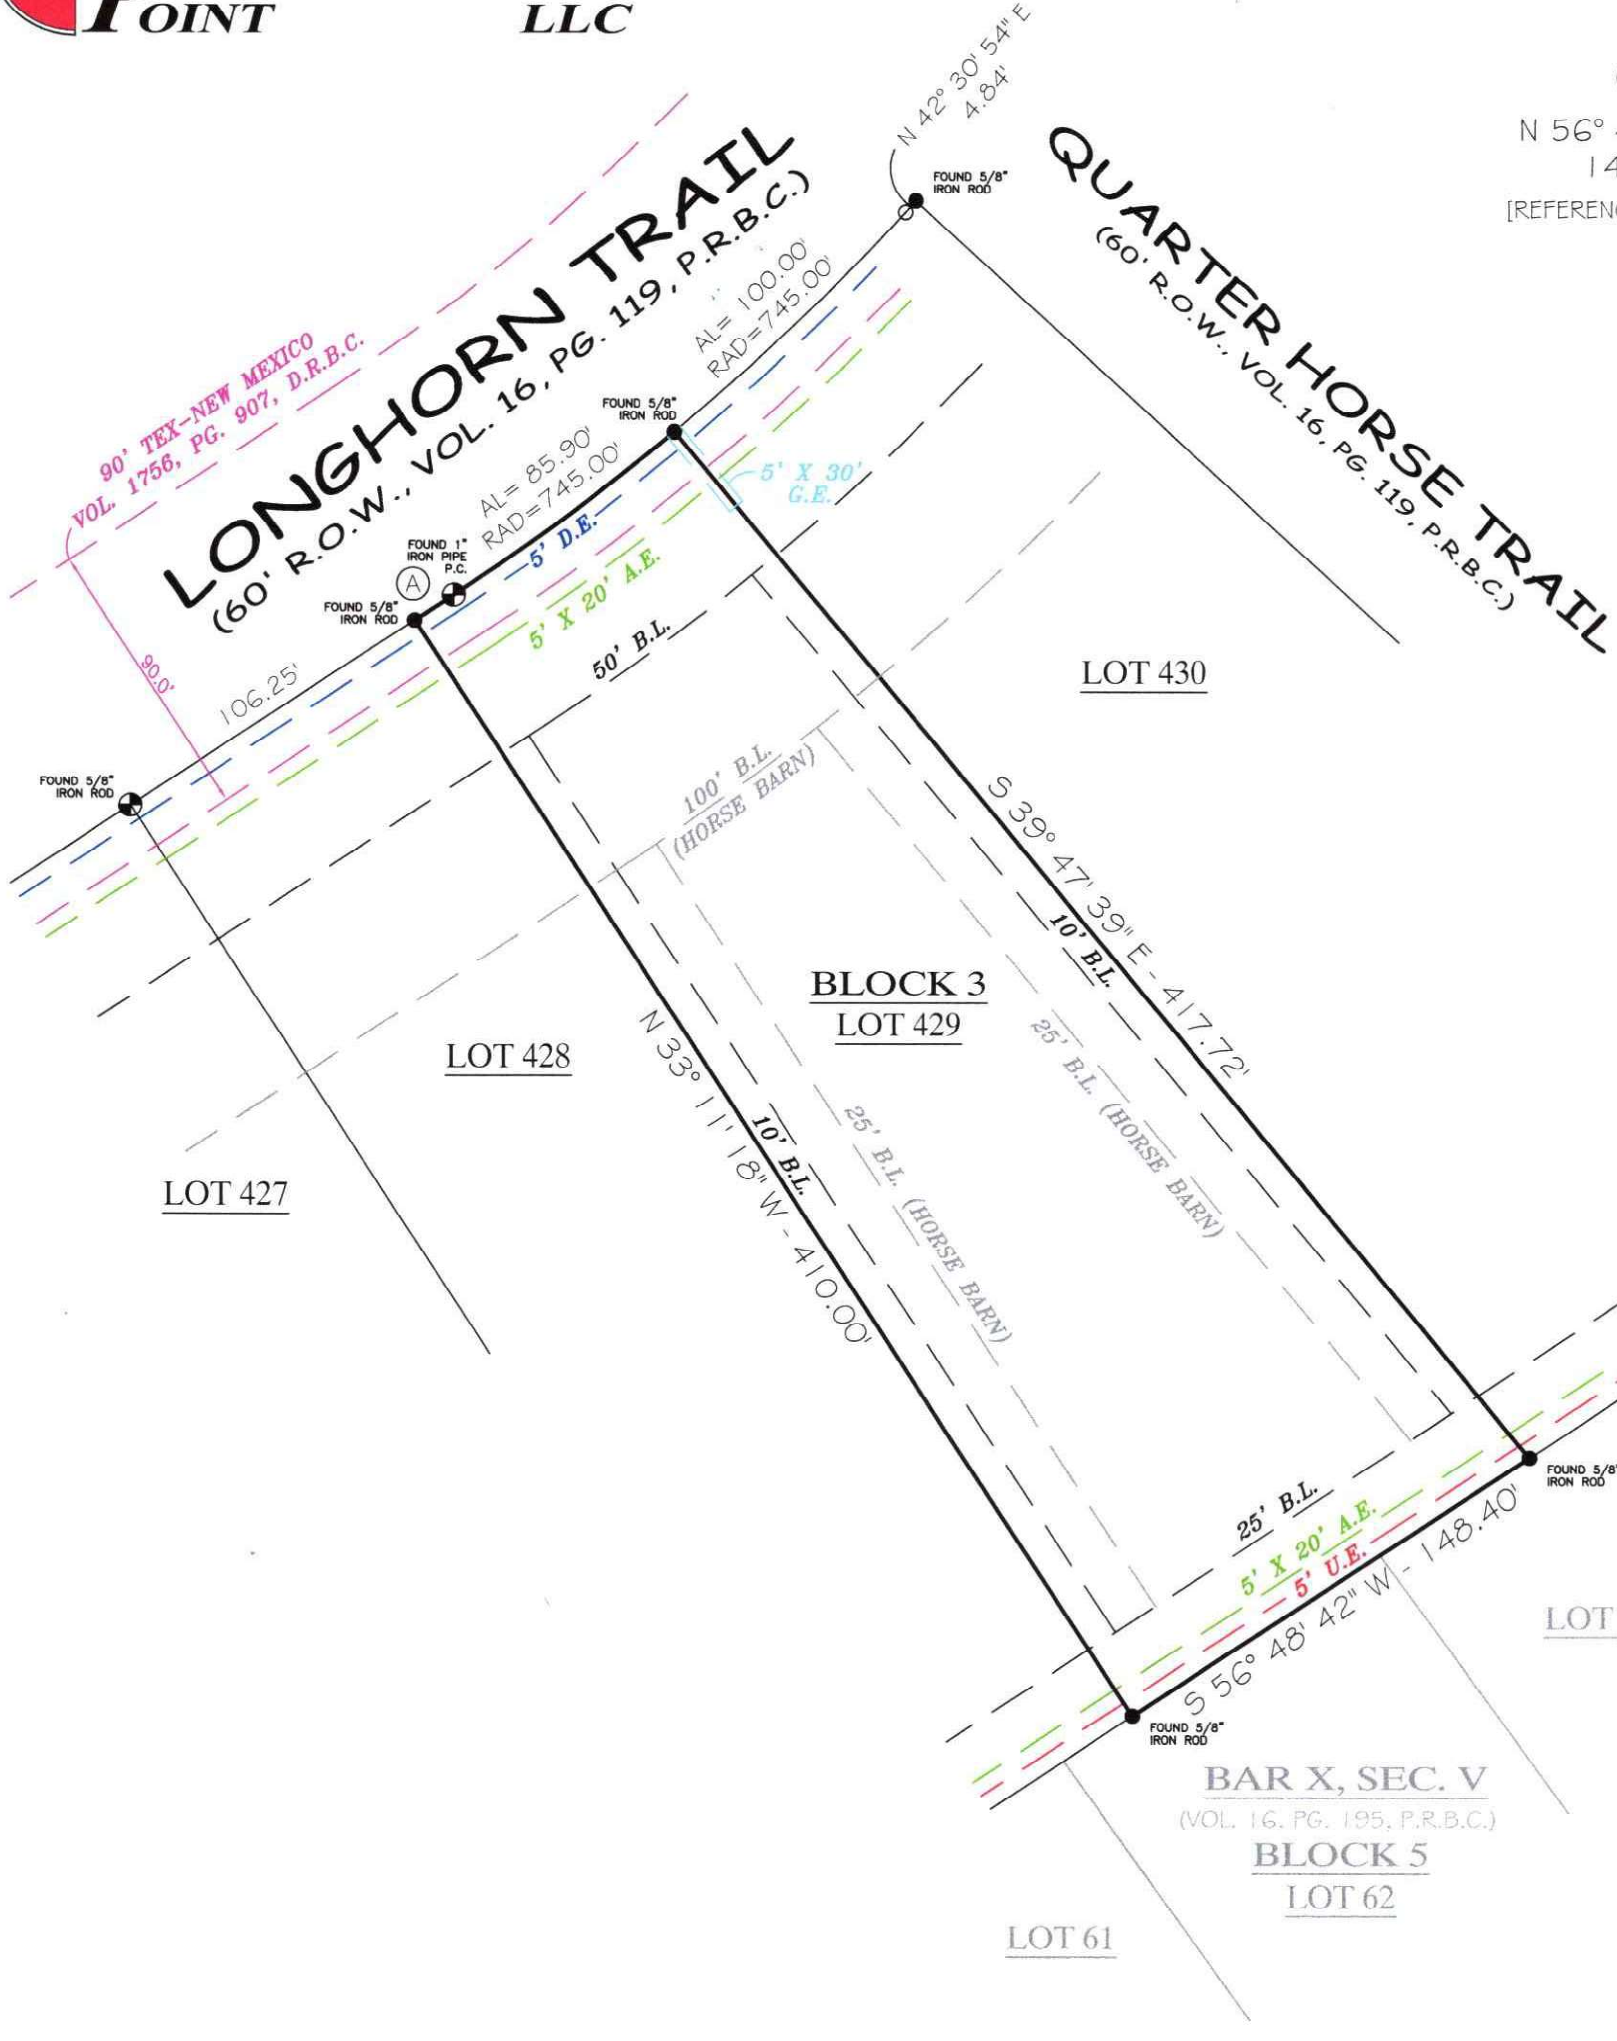 POINT
LLC
N 42° 30' 54" E
4.84'
N 56°
14
[REFEREN
FOUND 5/8"
IRON ROD
QUARTER HORSE TRAIL
(60' R.O.W., VOL. 16, PG. 119, P.R.B.C.)
LONGHORN TRAIL
(60' R.O.W., VOL. 16, PG. 119, P.R.B.C.)
AL= 100.00'
RAD=745.00'
90' TEX-NEW MEXICO
VOL. 1756, PG. 907, D.R.B.C.
FOUND 5/8"
IRON ROD
AL= 85.90'
RAD=745.00'
5' X 30'
G.E.
FOUND 1"
IRON PIPE
P.C.
A
5' D.E.
5' X 20' A.E.
FOUND 5/8"
IRON ROD
50' B.L.
90.0'
106.25'
LOT 430
FOUND 5/8"
IRON ROD
100' B.L.
(HORSE BARN)
S 39° 47' 39" E - 417.72'
10' B.L.
BLOCK 3
LOT 429
LOT 428
N 33° 11' 18" W - 410.00'
10' B.L.
25' B.L. (HORSE BARN)
25' B.L. (HORSE BARN)
LOT 427
FOUND 5/8"
IRON ROD
25' B.L.
5' X 20' A.E.
5' U.E.
S 56° 48' 42" W - 148.40'
LOT
FOUND 5/8"
IRON ROD
BAR X, SEC. V
(VOL. 16, PG. 195, P.R.B.C.)
BLOCK 5
LOT 62
LOT 61